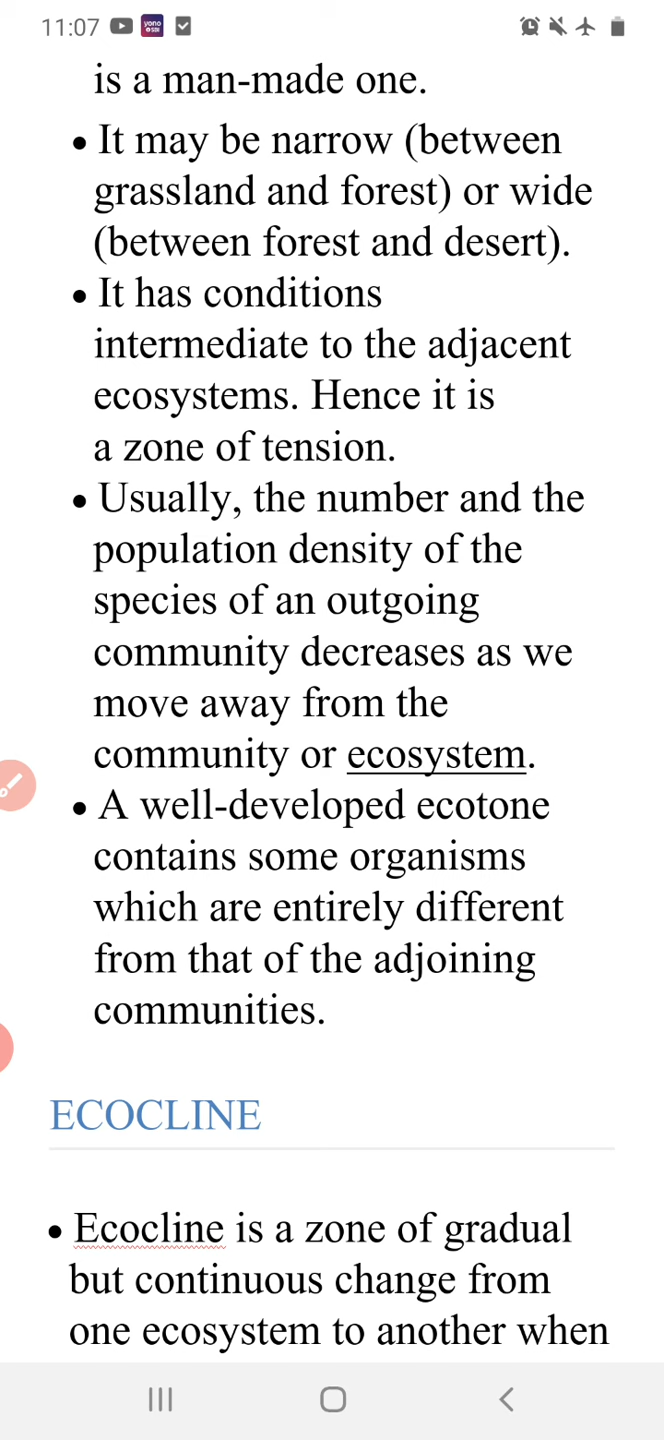 11:07
yono
SBI
is a man-made one.
• It may be narrow (between
grassland and forest) or wide
(between forest and desert).
• It has conditions
intermediate to the adjacent
ecosystems. Hence it is
a zone of tension.
• Usually, the number and the
population density of the
species of an outgoing
community decreases as we
move away from the
community or ecosystem.
• A well-developed ecotone
contains some organisms
which are entirely different
from that of the adjoining
communities.
ECOCLINE
• Ecocline is a zone of gradual
but continuous change from
one ecosystem to another when